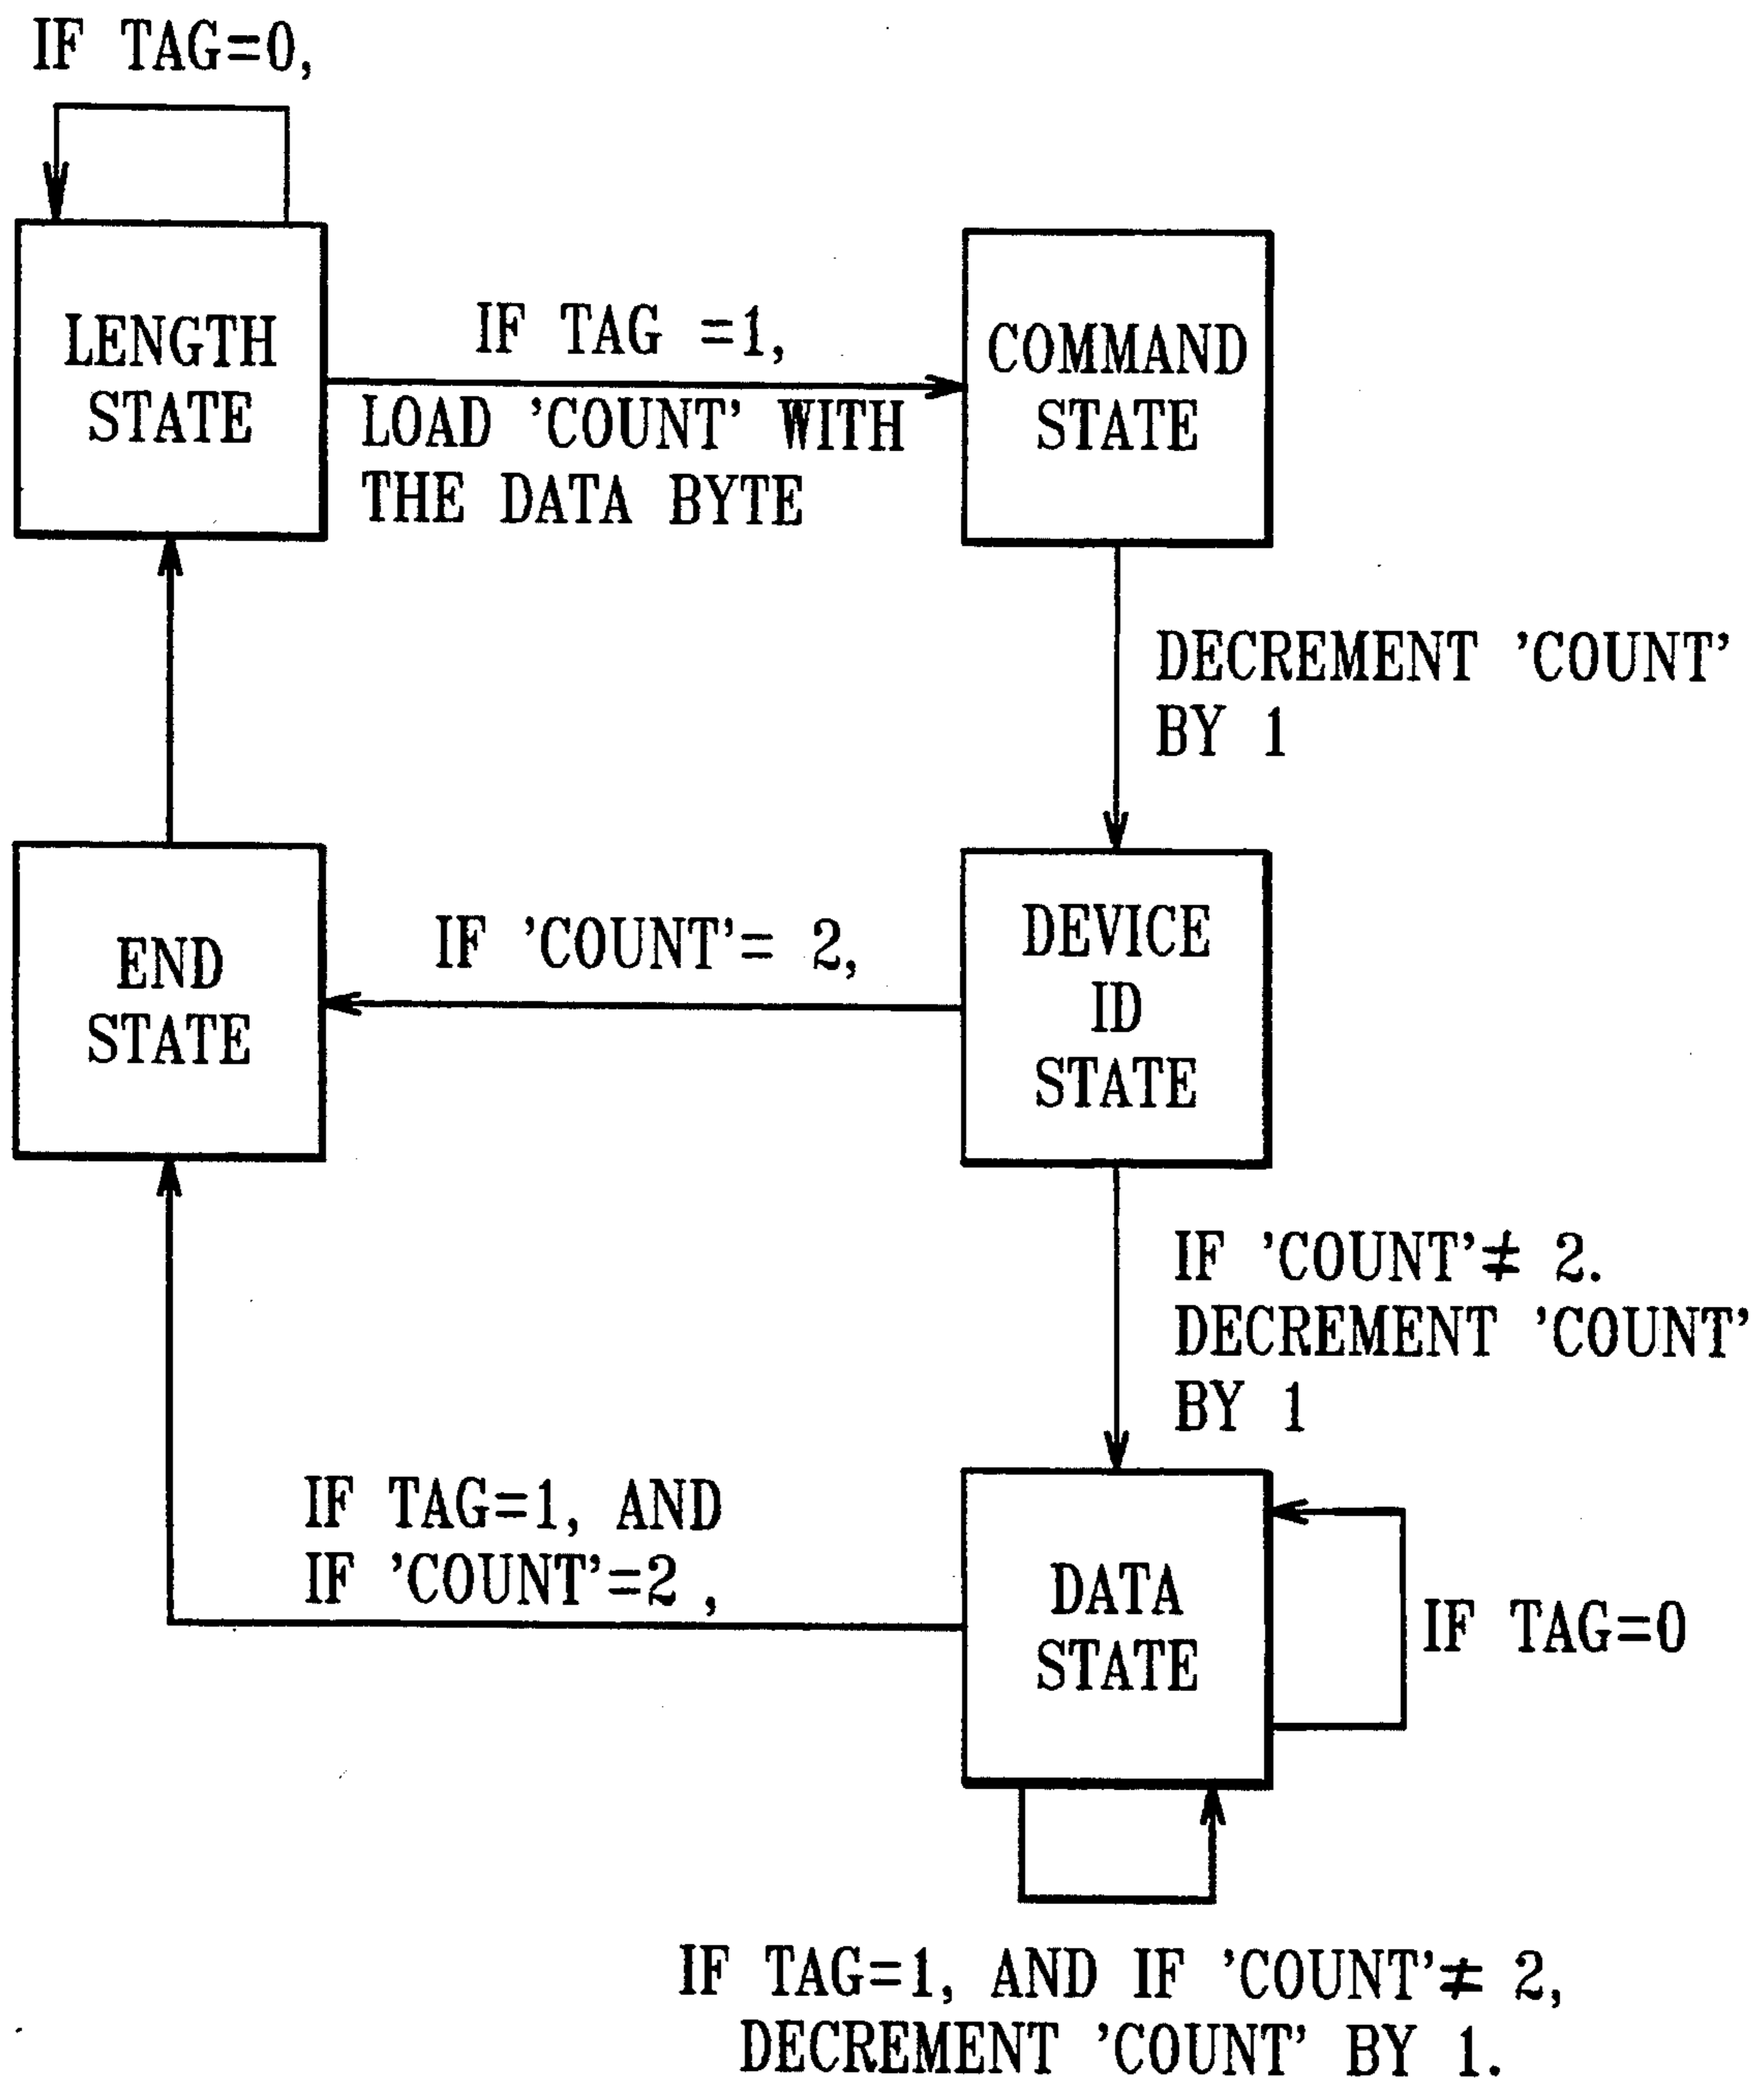 IF TAG=0,
LENGTH
STATE
IF TAG =1,
LOAD 'COUNT' WITH
THE DATA BYTE
COMMAND
STATE
DECREMENT 'COUNT'
BY 1
END
STATE
IF 'COUNT'= 2,
DEVICE
ID
STATE
IF 'COUNT'≠ 2.
DECREMENT 'COUNT'
BY 1
IF TAG=1, AND
IF 'COUNT'=2 ,
DATA
STATE
IF TAG=0
IF TAG=1, AND IF 'COUNT'≠ 2,
DECREMENT 'COUNT' BY 1.